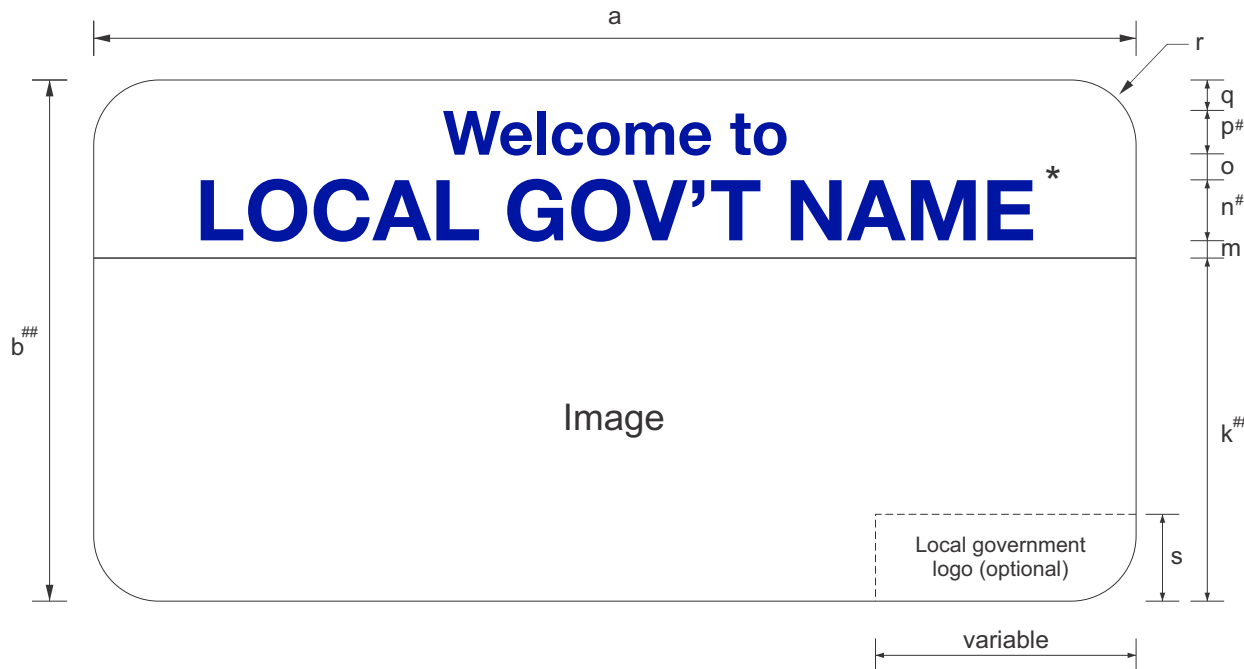 a
r
q
p#
Welcome to
o
LOCAL GOV’T NAME*
n#
m
b##
Image
k##
Local government
logo (optional)
s
variable